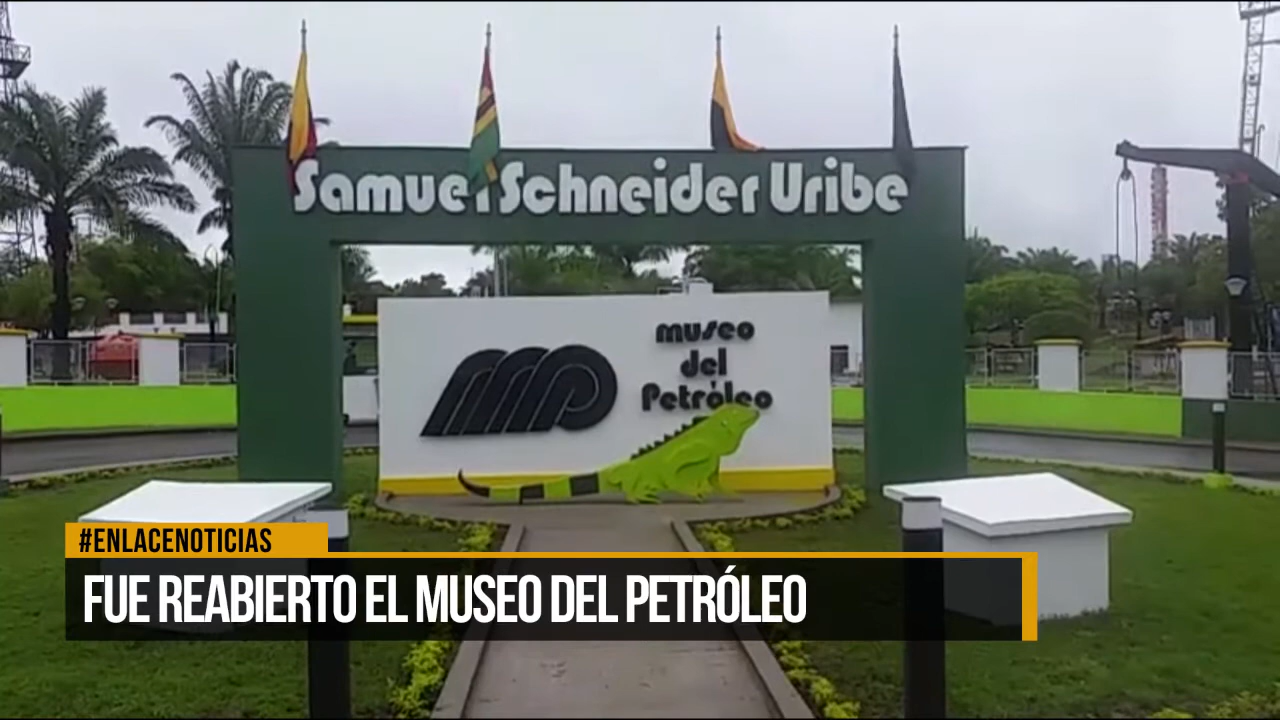 Samuel Schneider Uribe
museo
del
Petróleo
#ENLACENOTICIAS
FUE REABIERTO EL MUSEO DEL PETRÓLEO